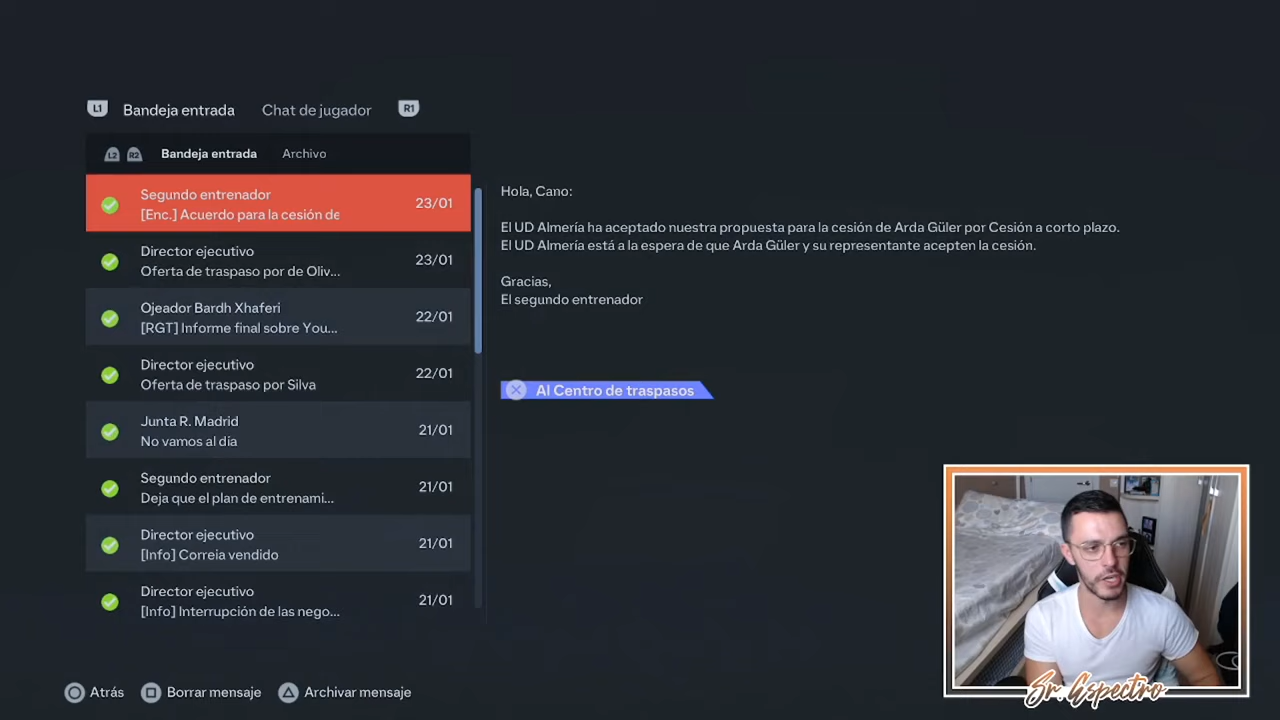 L1 Bandeja entrada Chat de jugador R1
L2 R2 Bandeja entrada Archivo
Segundo entrenador
[Enc.] Acuerdo para la cesión de
23/01
Director ejecutivo
Oferta de traspaso por de Oliv...
23/01
Ojeador Bardh Xhaferi
[RGT] Informe final sobre You...
22/01
Director ejecutivo
Oferta de traspaso por Silva
22/01
Junta R. Madrid
No vamos al día
21/01
Segundo entrenador
Deja que el plan de entrenami...
21/01
Director ejecutivo
[Info] Correia vendido
21/01
Director ejecutivo
[Info] Interrupción de las nego...
21/01
Hola, Cano:
El UD Almería ha aceptado nuestra propuesta para la cesión de Arda Güler por Cesión a corto plazo.
El UD Almería está a la espera de que Arda Güler y su representante acepten la cesión.
Gracias,
El segundo entrenador
Al Centro de traspasos
Atrás Borrar mensaje Archivar mensaje
Sr. Espectro